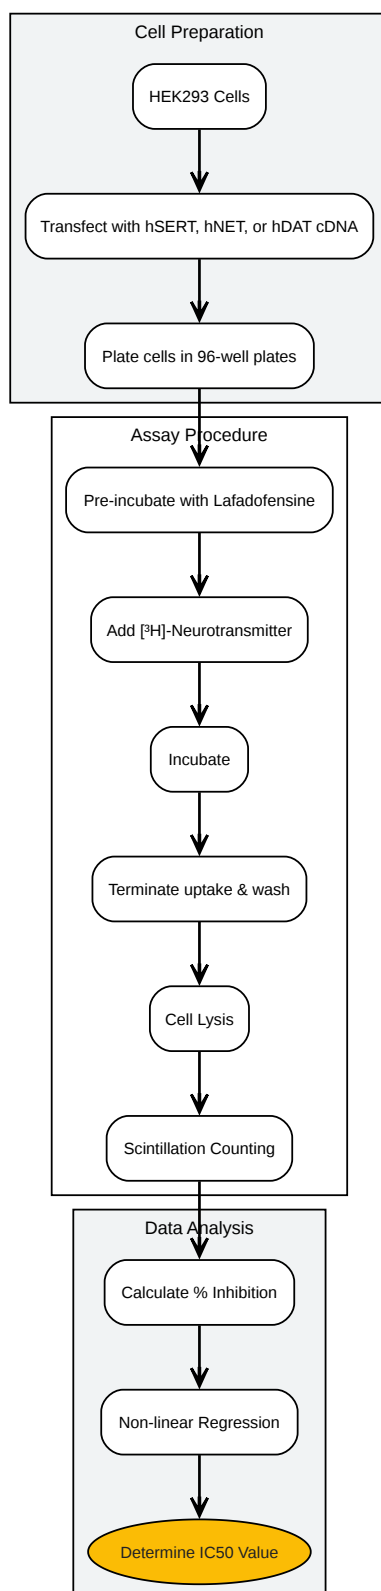 Cell Preparation
HEK293 Cells
Transfect with hSERT, hNET, or hDAT cDNA
Plate cells in 96-well plates
Assay Procedure
Pre-incubate with Lafadofensine
Add [³H]-Neurotransmitter
Incubate
Terminate uptake & wash
Cell Lysis
Scintillation Counting
Data Analysis
Calculate % Inhibition
Non-linear Regression
Determine IC50 Value